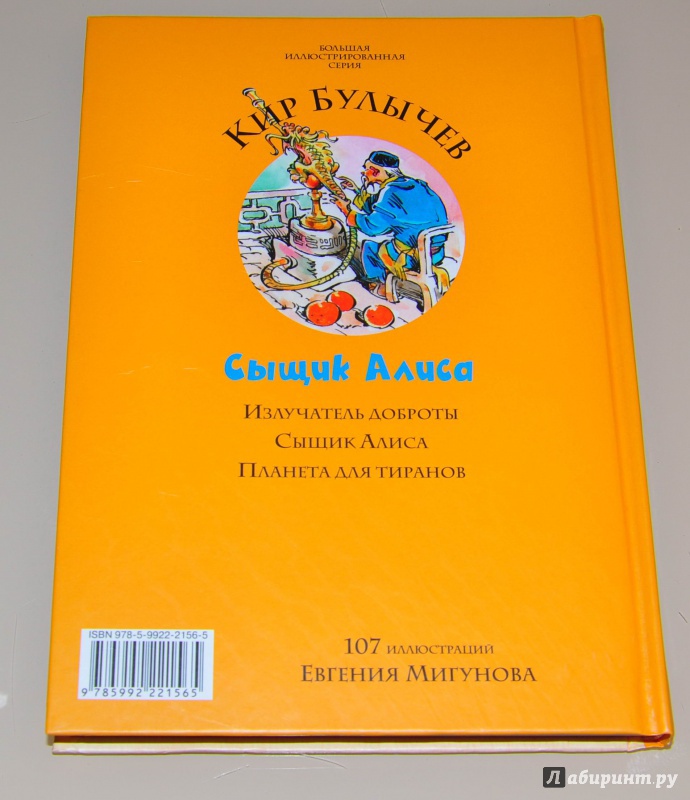 Большая
иллюстрированная
серия
Кир Булычев
Сыщик Алиса
Излучатель доброты
Сыщик Алиса
Планета для тиранов
ISBN 978-5-9922-2156-5
9 785992 221565
107 иллюстраций
Евгения Мигунова
Лабиринт.ру